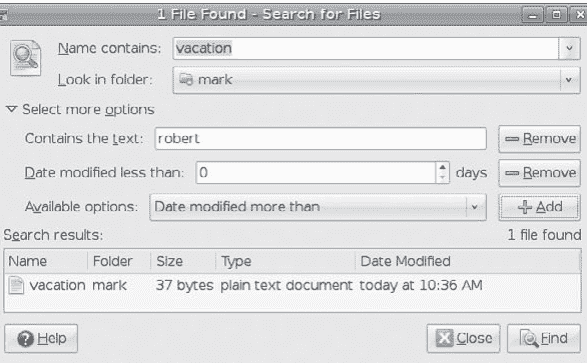 1 File Found - Search for Files
Name contains: vacation
Look in folder: mark
Select more options
Contains the text: robert Remove
Date modified less than: 0 days Remove
Available options: Date modified more than Add
Search results: 1 file found
Name Folder Size Type Date Modified
vacation mark 37 bytes plain text document today at 10:36 AM
Help Close Find